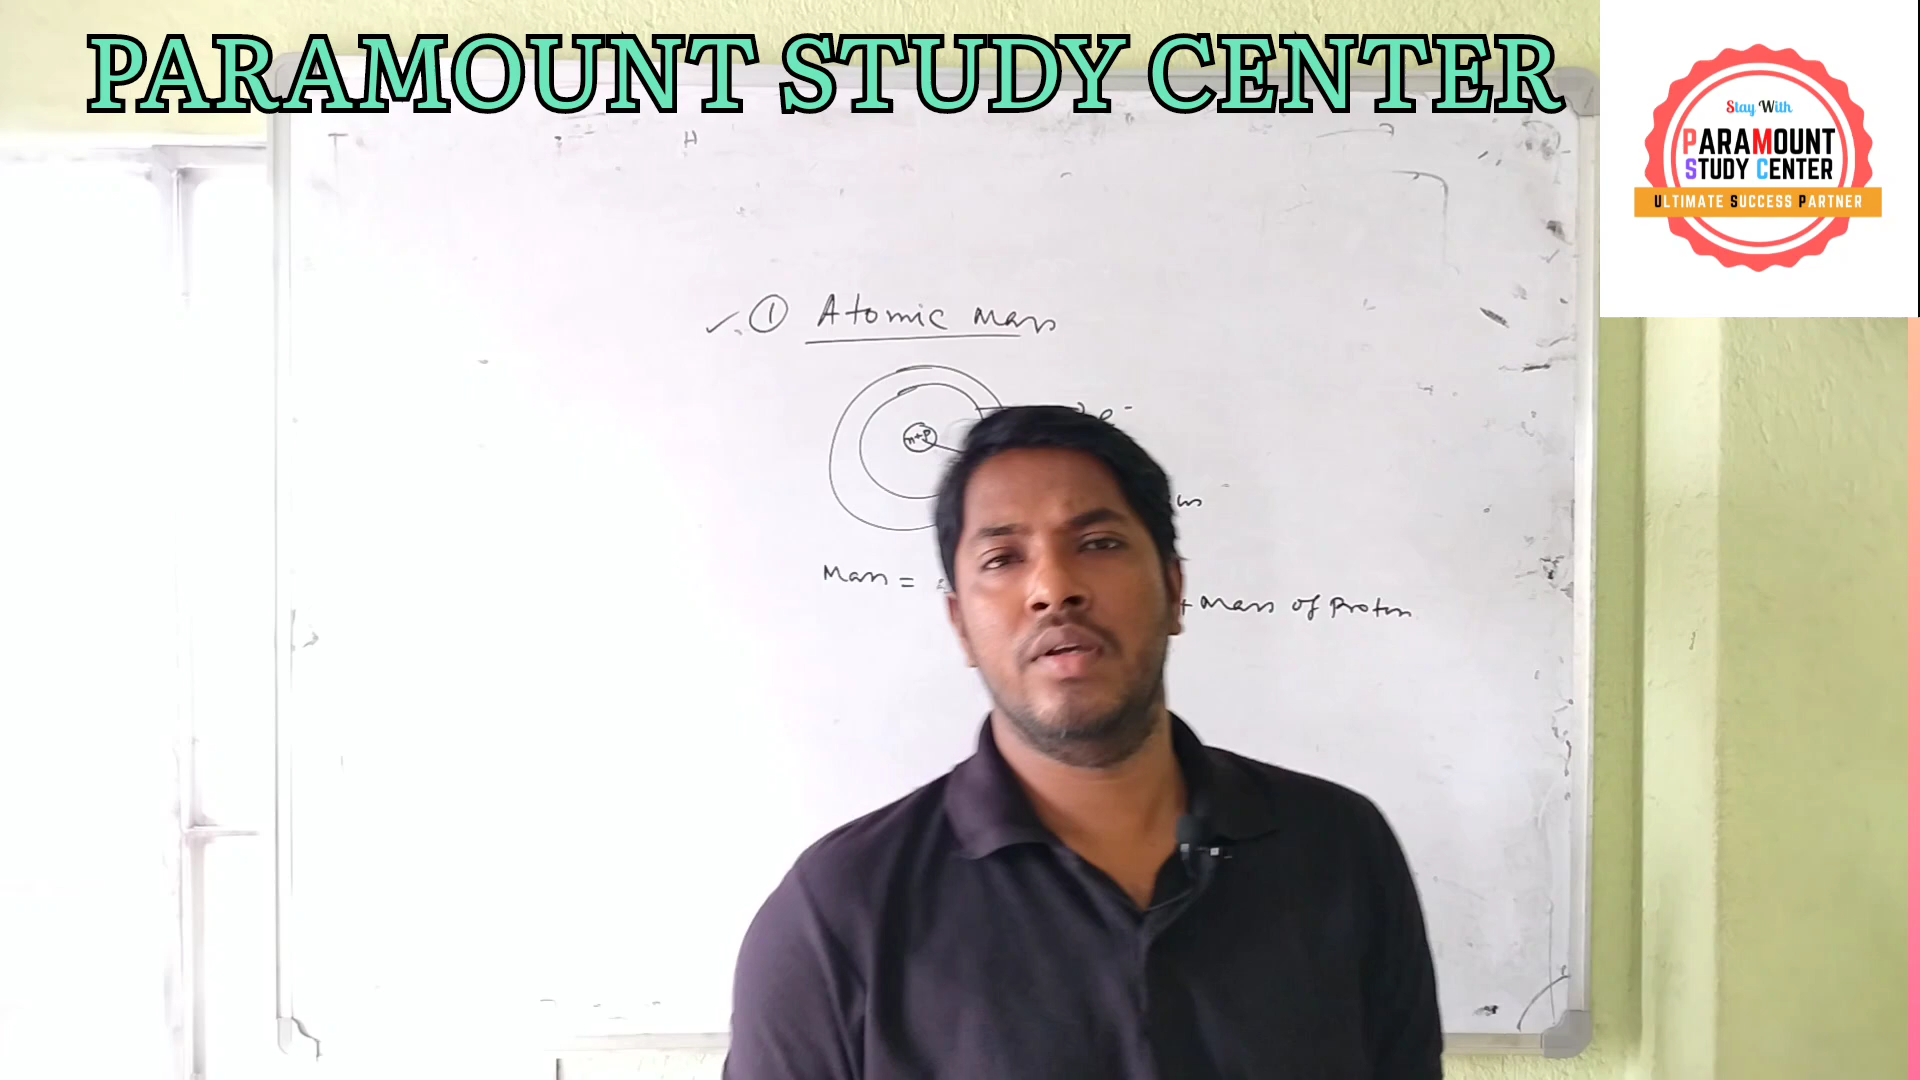 PARAMOUNT STUDY CENTER
Stay With
PARAMOUNT
STUDY CENTER
ULTIMATE SUCCESS PARTNER
① Atomic Mass
n+p
e⁻
Mass =
+ Mass of Proton